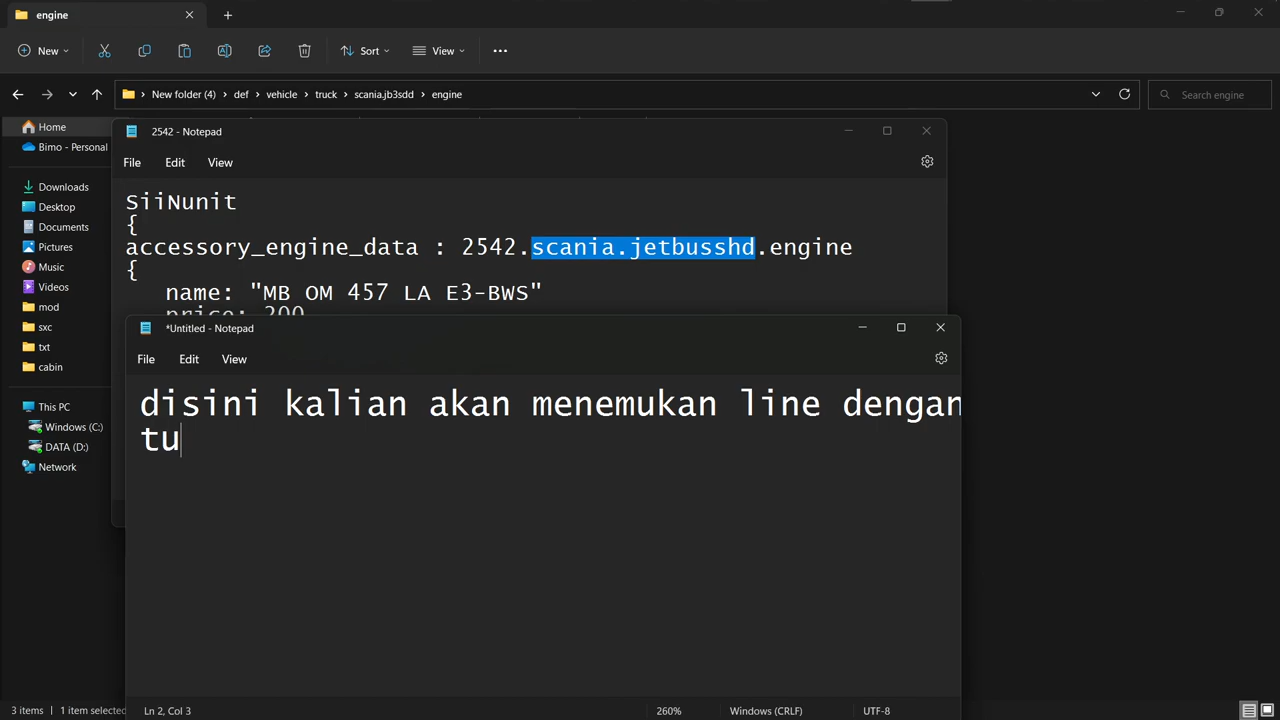 engine
New
Sort
View
New folder (4) › def › vehicle › truck › scania.jb3sdd › engine
Search engine
Home
Bimo - Personal
Downloads
Desktop
Documents
Pictures
Music
Videos
mod
sxc
txt
cabin
This PC
Windows (C:)
DATA (D:)
Network
2542 - Notepad
File Edit View
SiiNunit
{
accessory_engine_data : 2542.scania.jetbusshd.engine
{
name: "MB OM 457 LA E3-BWS"
price: 200
*Untitled - Notepad
File Edit View
disini kalian akan menemukan line dengan
tu
Ln 2, Col 3 260% Windows (CRLF) UTF-8
3 items 1 item selected